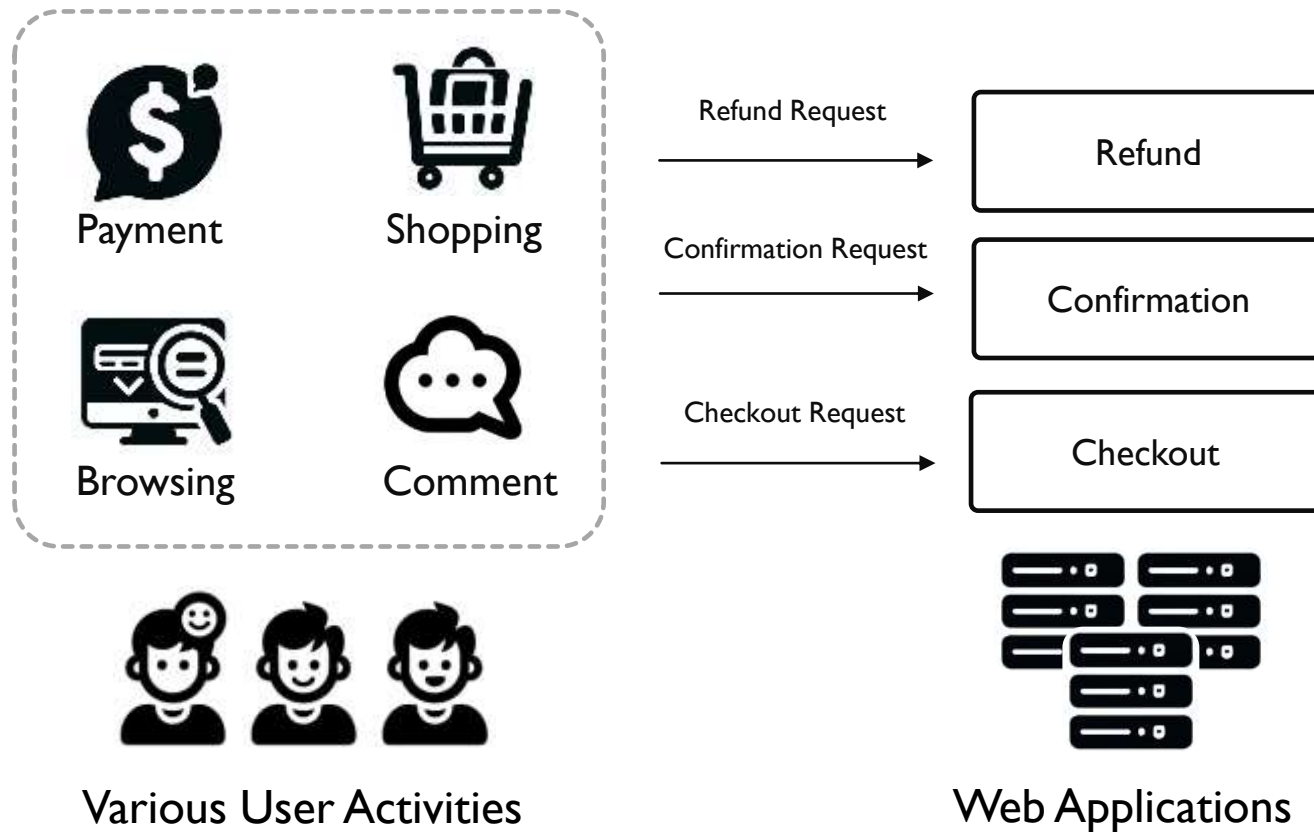 Payment
Shopping
Browsing
Comment
Various User Activities
Refund Request
Confirmation Request
Checkout Request
Refund
Confirmation
Checkout
Web Applications